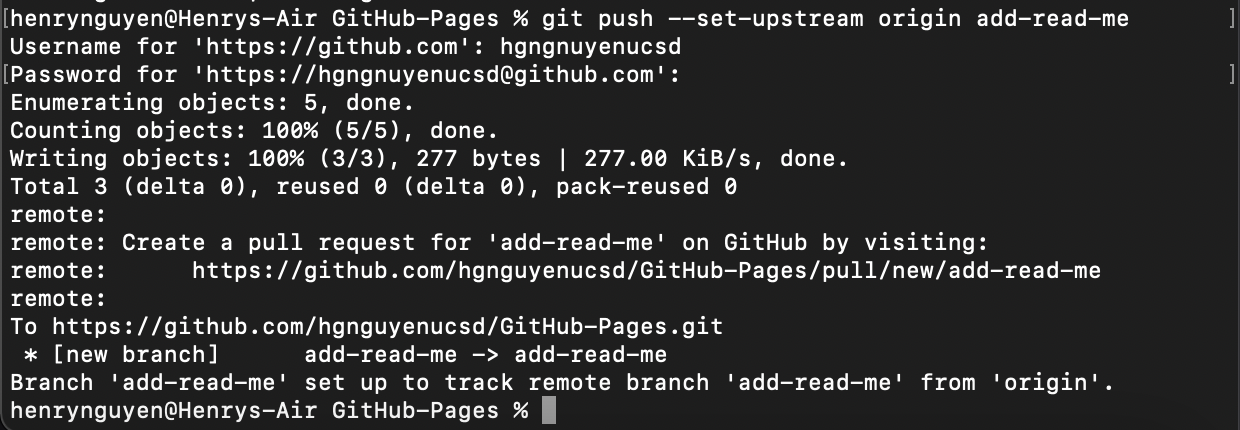 [henrynguyen@Henrys-Air GitHub-Pages % git push --set-upstream origin add-read-me ]
Username for 'https://github.com': hgngnuyenucsd
[Password for 'https://hgngnuyenucsd@github.com': ]
Enumerating objects: 5, done.
Counting objects: 100% (5/5), done.
Writing objects: 100% (3/3), 277 bytes | 277.00 KiB/s, done.
Total 3 (delta 0), reused 0 (delta 0), pack-reused 0
remote:
remote: Create a pull request for 'add-read-me' on GitHub by visiting:
remote:      https://github.com/hgnguyenucsd/GitHub-Pages/pull/new/add-read-me
remote:
To https://github.com/hgnguyenucsd/GitHub-Pages.git
 * [new branch]      add-read-me -> add-read-me
Branch 'add-read-me' set up to track remote branch 'add-read-me' from 'origin'.
henrynguyen@Henrys-Air GitHub-Pages %